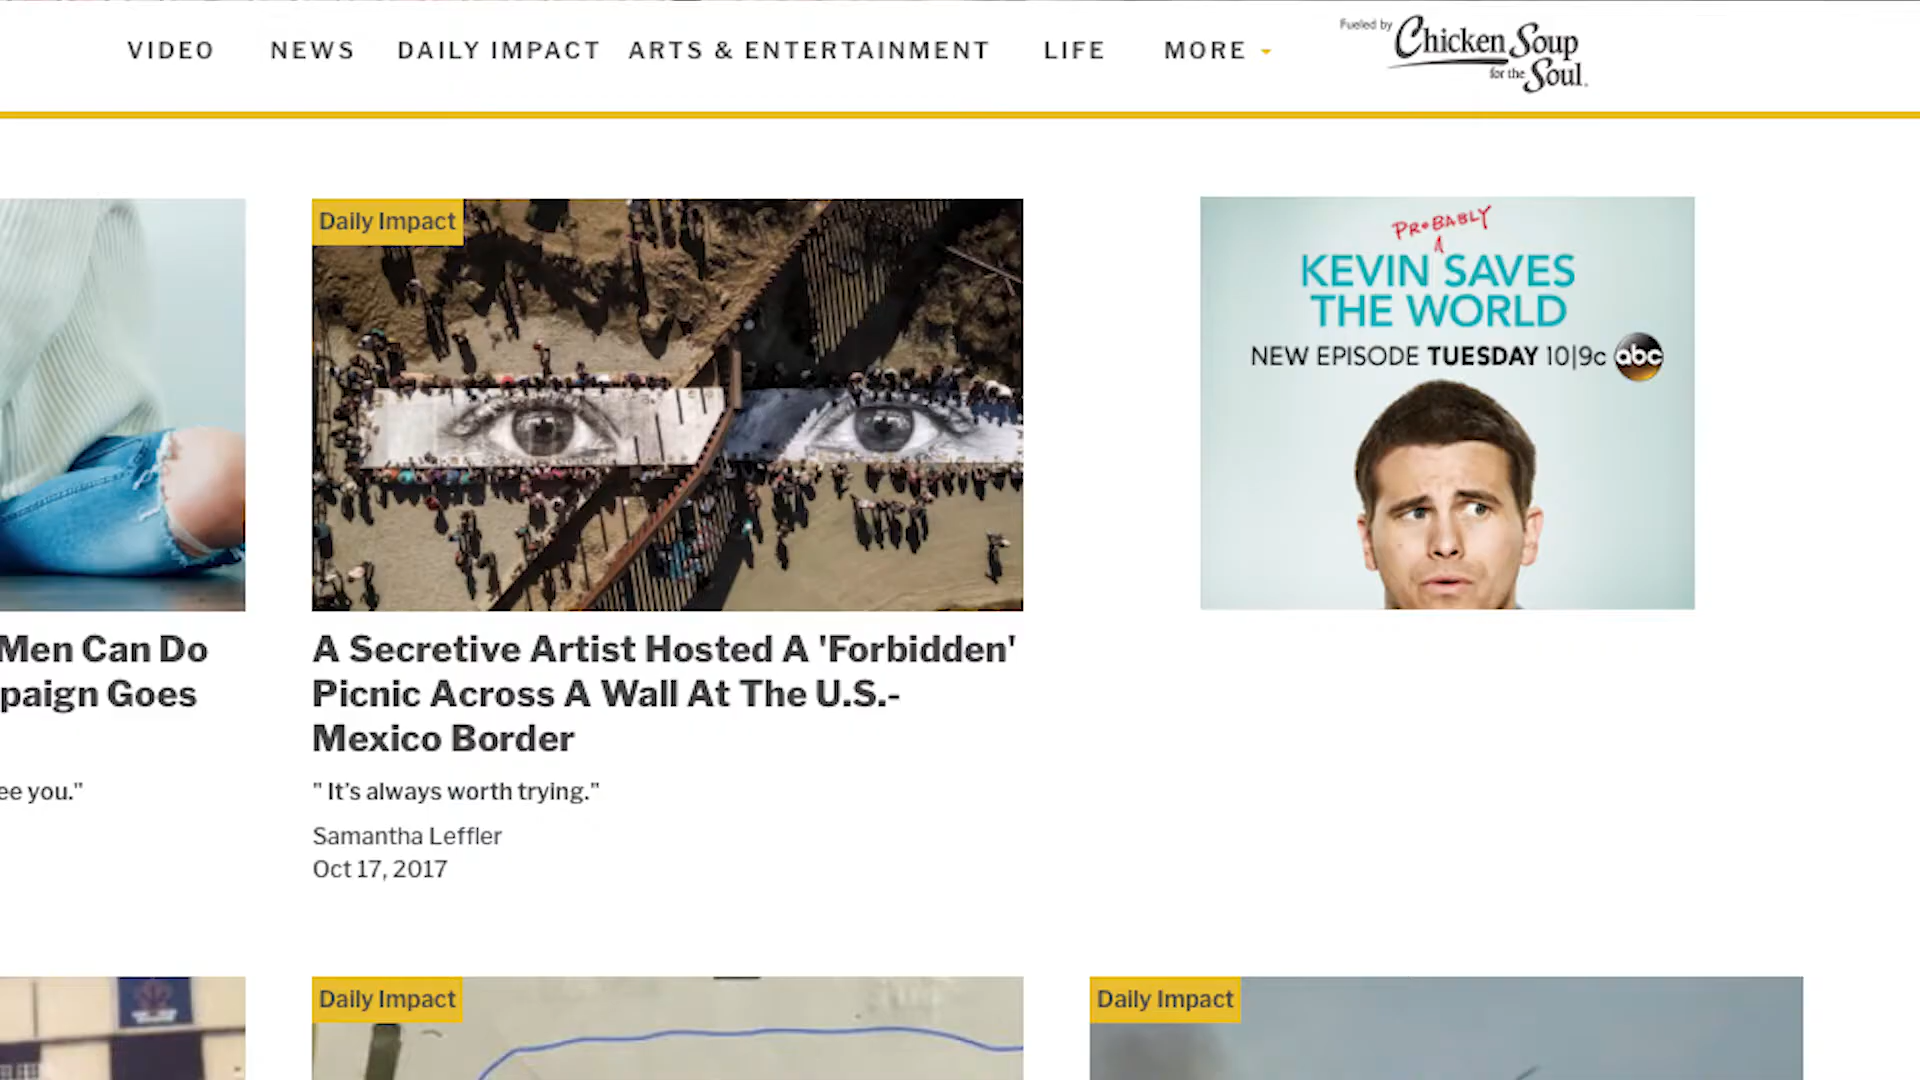 VIDEO NEWS DAILY IMPACT ARTS & ENTERTAINMENT LIFE MORE
Fueled by
Chicken Soup
for the Soul.
Daily Impact
PROBABLY
KEVIN SAVES
THE WORLD
NEW EPISODE TUESDAY 10|9c abc
Men Can Do
paign Goes
ee you."
A Secretive Artist Hosted A 'Forbidden'
Picnic Across A Wall At The U.S.-
Mexico Border
" It's always worth trying."
Samantha Leffler
Oct 17, 2017
Daily Impact
Daily Impact